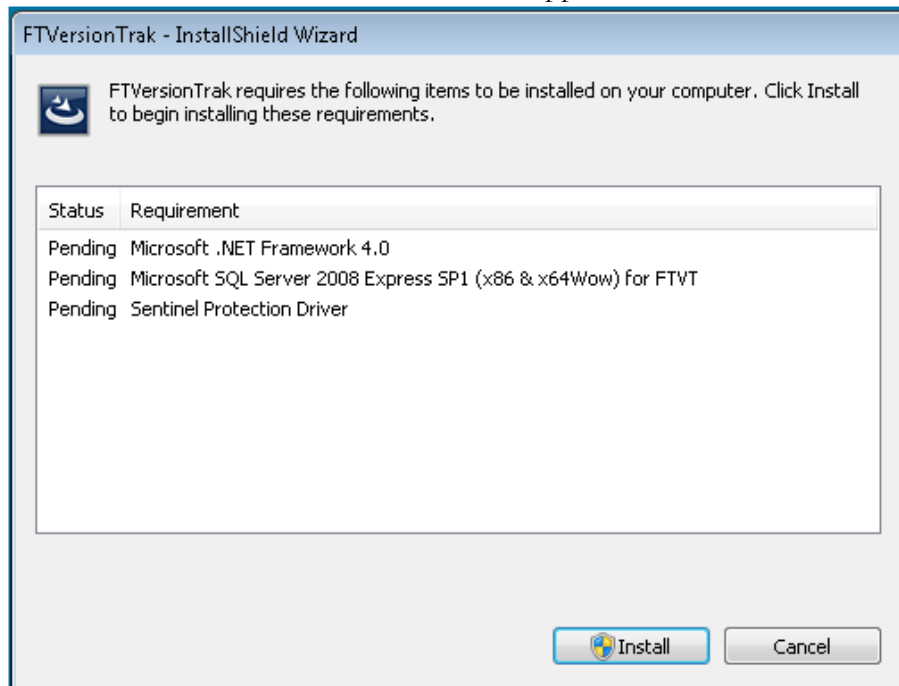 FTVersionTrak - InstallShield Wizard
FTVersionTrak requires the following items to be installed on your computer. Click Install
to begin installing these requirements.
Status Requirement
Pending Microsoft .NET Framework 4.0
Pending Microsoft SQL Server 2008 Express SP1 (x86 & x64Wow) for FTVT
Pending Sentinel Protection Driver
Install Cancel